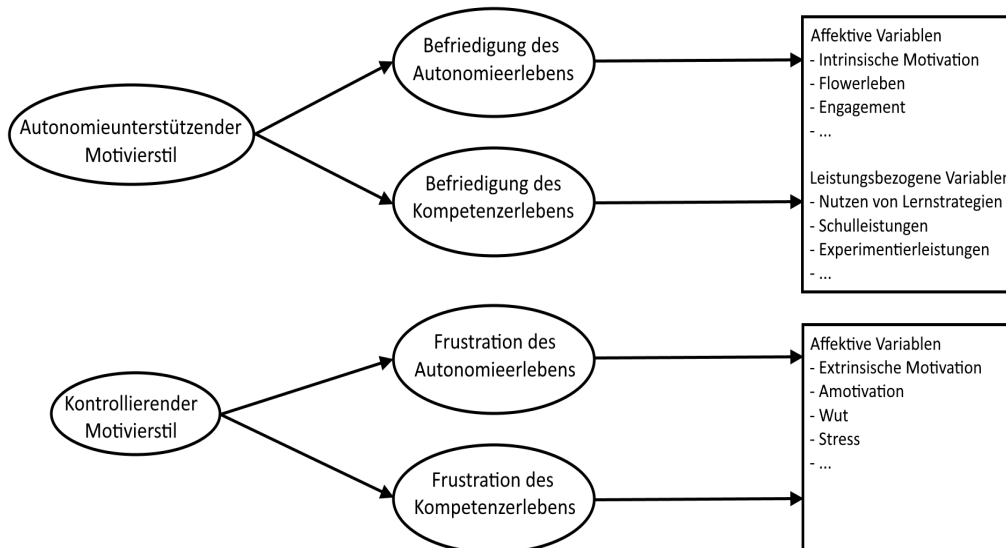 Autonomieunterstützender
Motivierstil
Befriedigung des
Autonomieerlebens
Befriedigung des
Kompetenzerlebens
Affektive Variablen
- Intrinsische Motivation
- Flowerleben
- Engagement
- ...
Leistungsbezogene Variablen
- Nutzen von Lernstrategien
- Schulleistungen
- Experimentierleistungen
- ...
Kontrollierender
Motivierstil
Frustration des
Autonomieerlebens
Frustration des
Kompetenzerlebens
Affektive Variablen
- Extrinsische Motivation
- Amotivation
- Wut
- Stress
- ...